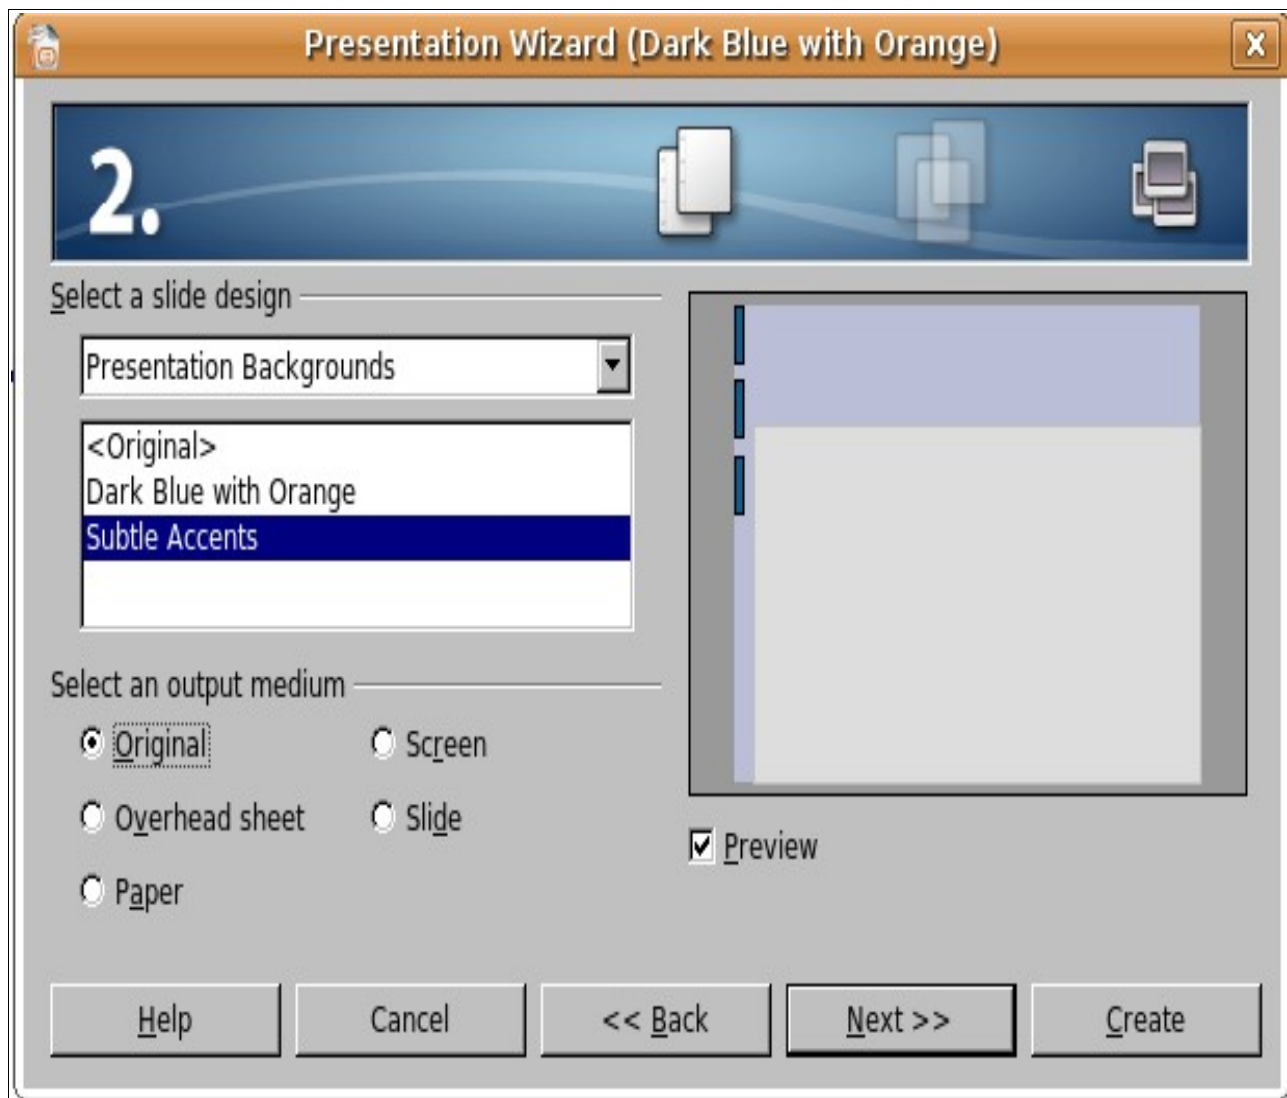 Presentation Wizard (Dark Blue with Orange)
2.
Select a slide design
Presentation Backgrounds
<Original>
Dark Blue with Orange
Subtle Accents
Select an output medium
Original
Screen
Overhead sheet
Slide
Paper
Preview
Help
Cancel
<< Back
Next >>
Create